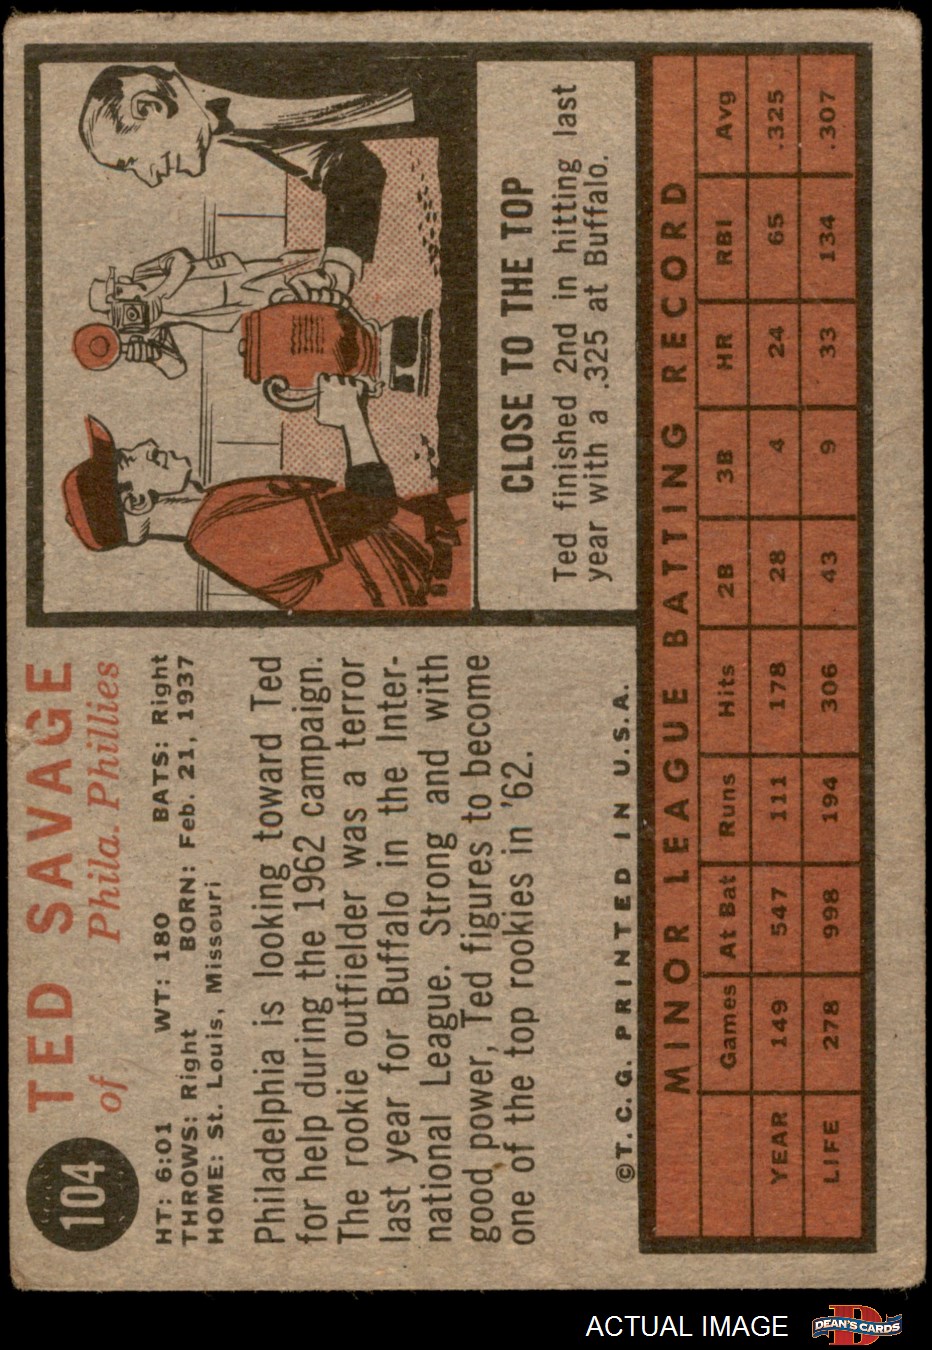 104
TED SAVAGE
of Phila. Phillies
HT: 6:01 WT: 180 BATS: Right
THROWS: Right BORN: Feb. 21, 1937
HOME: St. Louis, Missouri
Philadelphia is looking toward Ted
for help during the 1962 campaign.
The rookie outfielder was a terror
last year for Buffalo in the Inter-
national League. Strong and with
good power, Ted figures to become
one of the top rookies in '62.
©T. C. G. PRINTED IN U.S.A.
CLOSE TO THE TOP
Ted finished 2nd in hitting last
year with a .325 at Buffalo.
MINOR LEAGUE BATTING RECORD
Games At Bat Runs Hits 2B 3B HR RBI Avg
YEAR 149 547 111 178 28 4 24 65 .325
LIFE 278 998 194 306 43 9 33 134 .307
ACTUAL IMAGE
D
DEAN'S CARDS